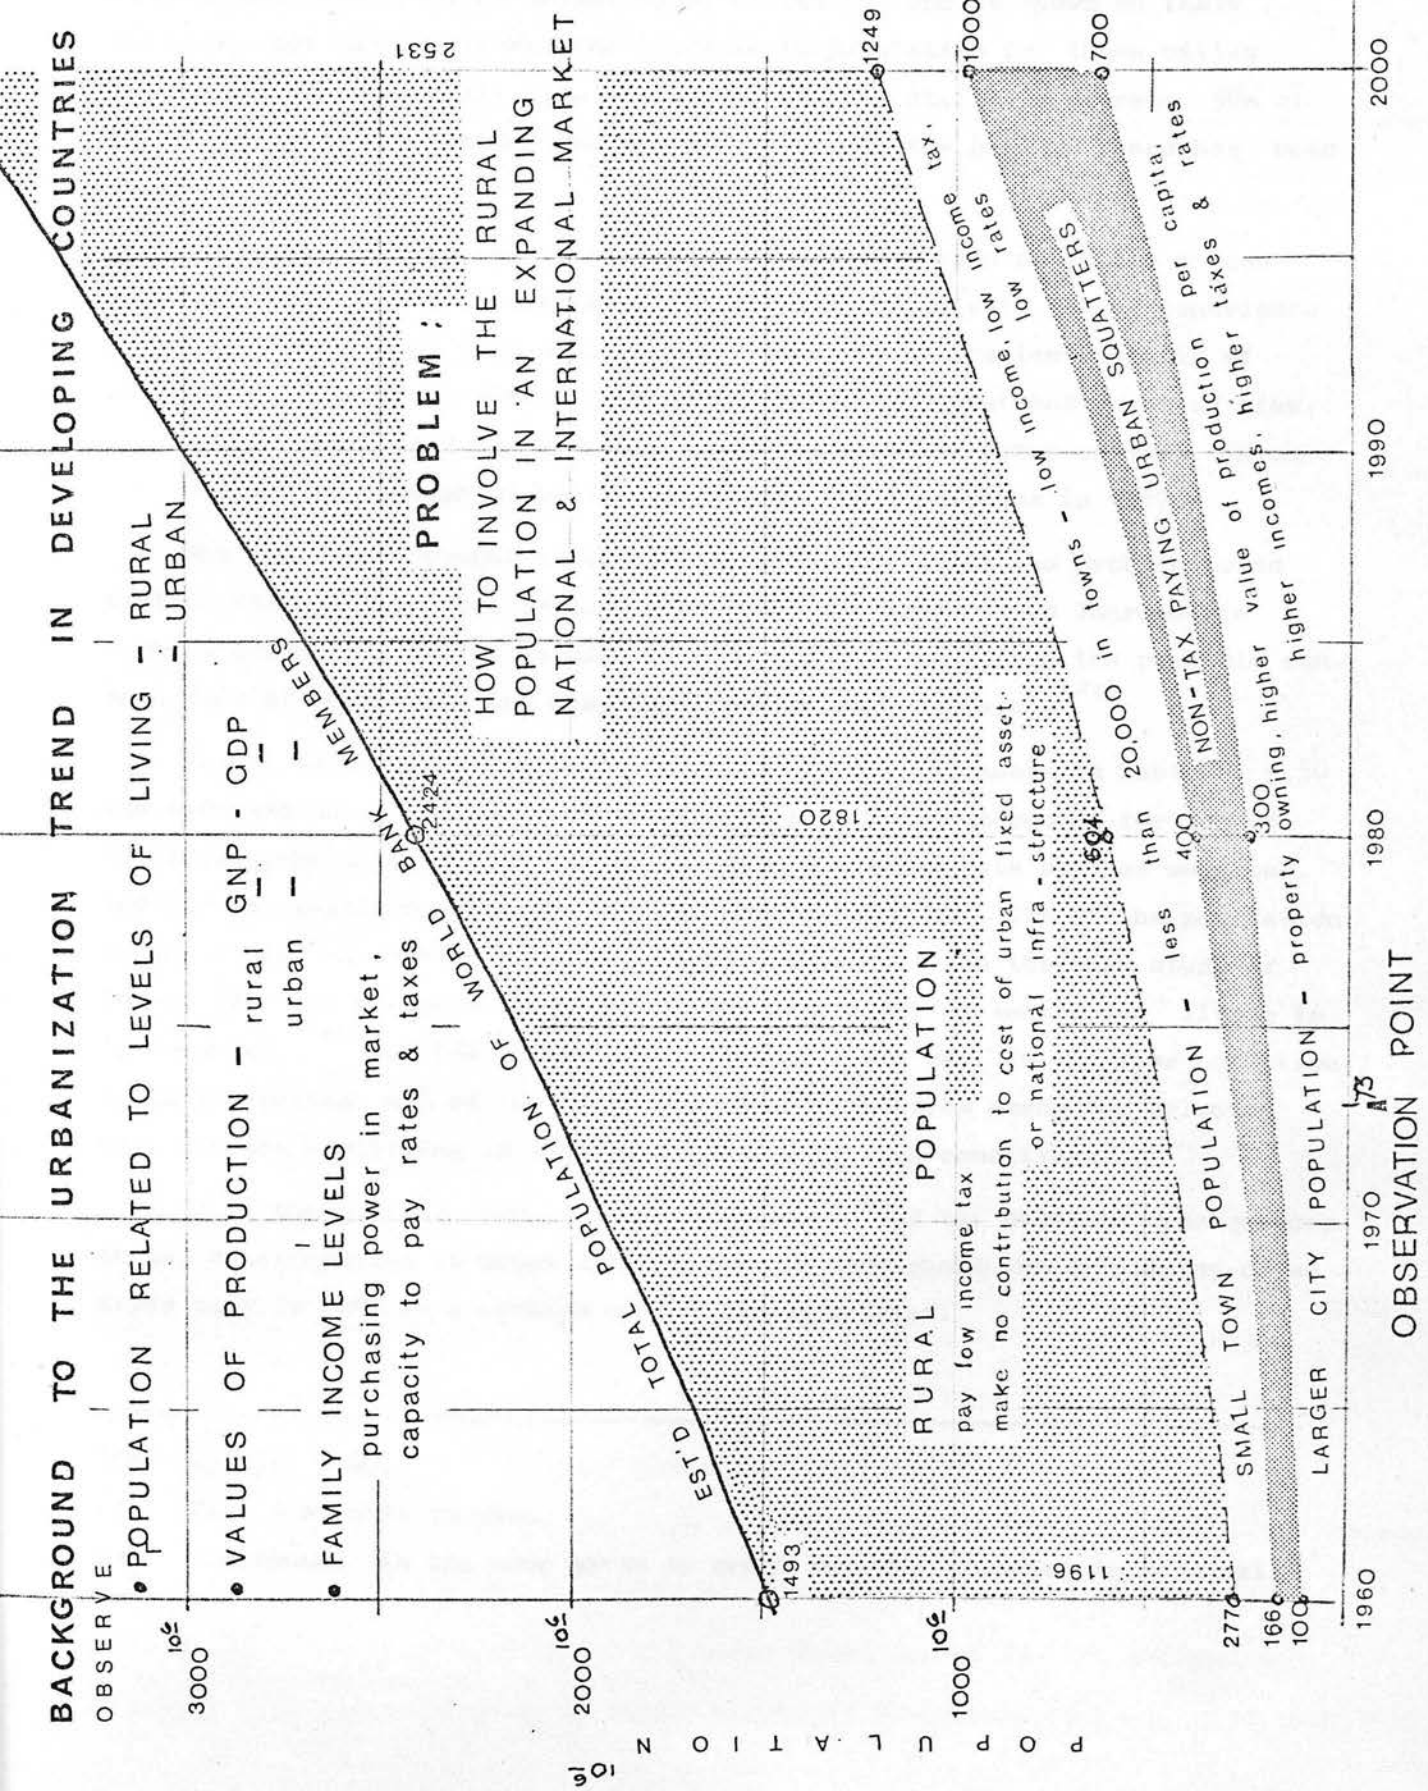 BACKGROUND TO THE URBANIZATION TREND IN DEVELOPING COUNTRIES
OBSERVE
• POPULATION RELATED TO LEVELS OF LIVING – RURAL
– URBAN
• VALUES OF PRODUCTION – rural GNP - GDP
urban
• FAMILY INCOME LEVELS
purchasing power in market,
capacity to pay rates & taxes
10⁶
3000
10⁶
2000
10⁶
1000
10⁶
POPULATION
EST'D TOTAL POPULATION OF WORLD BANK MEMBERS
1493
2424
2531
PROBLEM ;
HOW TO INVOLVE THE RURAL
POPULATION IN AN EXPANDING
NATIONAL & INTERNATIONAL MARKET
1196
1820
RURAL POPULATION
pay low income tax
make no contribution to cost of urban fixed asset.
or national infra - structure
277
166
100
604
400
300
1249
1000
700
SMALL TOWN POPULATION – less than 20,000 in towns – low income, low income tax,
low rates
NON-TAX PAYING URBAN SQUATTERS
LARGER CITY POPULATION – property owning higher value of production per capita
higher incomes higher taxes & rates
1960
1970
73
1980
1990
2000
OBSERVATION POINT